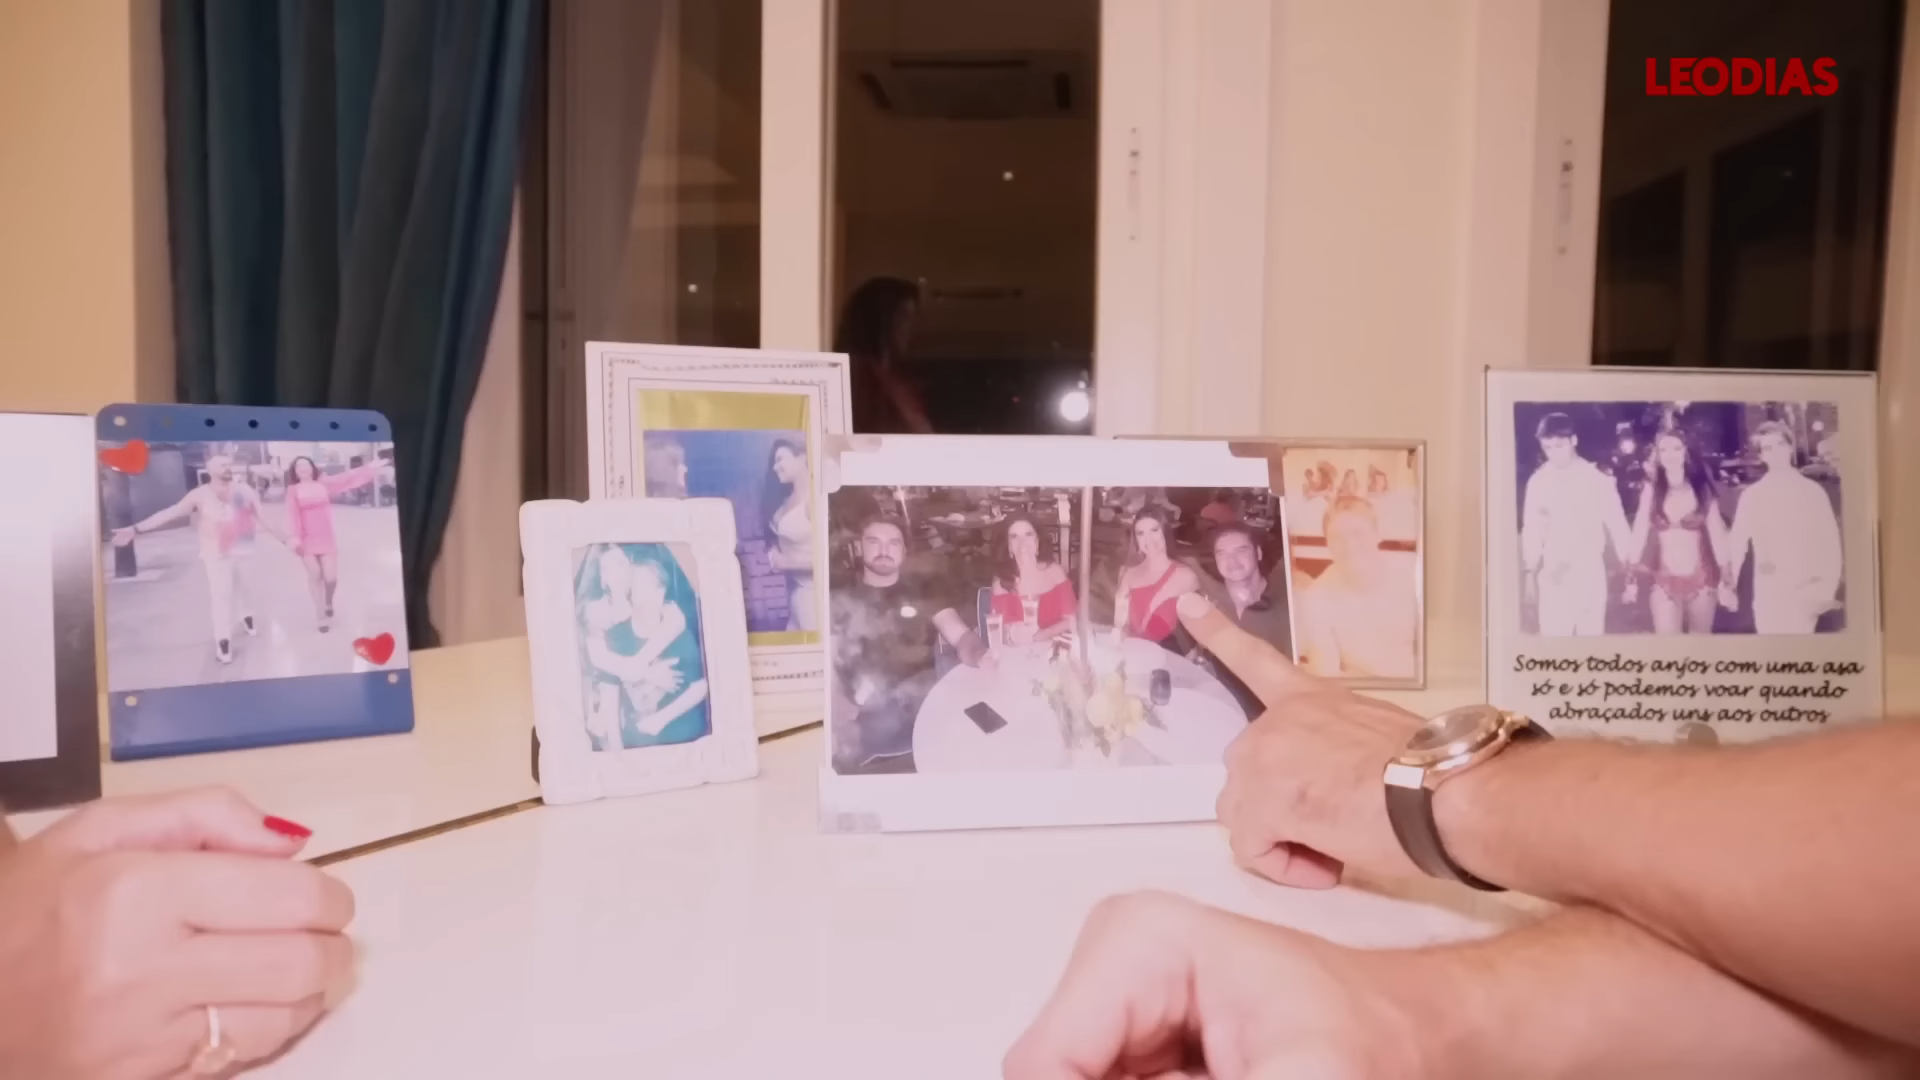 LEODIAS
Somos todos anjos com uma asa
só e só podemos voar quando
abraçados uns aos outros